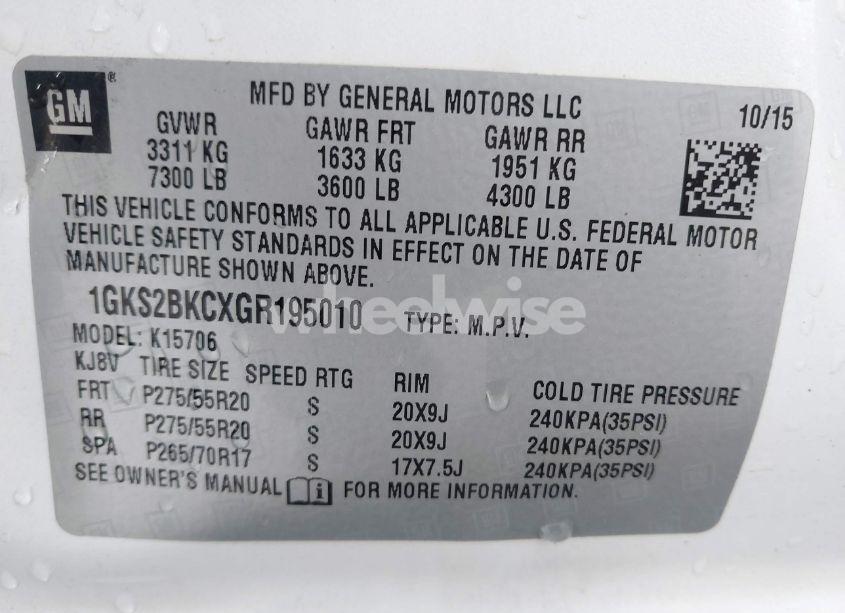 GM®
MFD BY GENERAL MOTORS LLC
10/15
GVWR GAWR FRT GAWR RR
3311 KG 1633 KG 1951 KG
7300 LB 3600 LB 4300 LB
THIS VEHICLE CONFORMS TO ALL APPLICABLE U.S. FEDERAL MOTOR
VEHICLE SAFETY STANDARDS IN EFFECT ON THE DATE OF
MANUFACTURE SHOWN ABOVE.
1GKS2BKCXGR195010 TYPE: M.P.V.
wheelwise
MODEL: K15706
KJ8V TIRE SIZE SPEED RTG RIM COLD TIRE PRESSURE
FRT P275/55R20 S 20X9J 240KPA(35PSI)
RR P275/55R20 S 20X9J 240KPA(35PSI)
SPA P265/70R17 S 17X7.5J 240KPA(35PSI)
SEE OWNER'S MANUAL i FOR MORE INFORMATION.